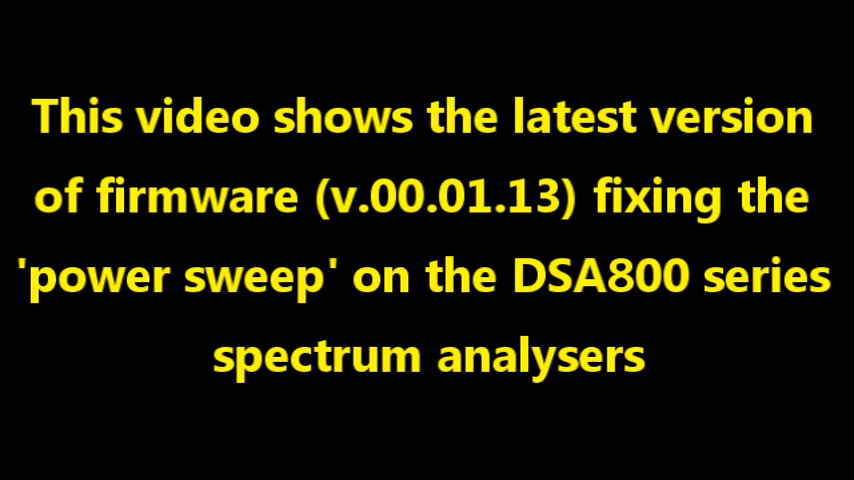 This video shows the latest version
of firmware (v.00.01.13) fixing the
'power sweep' on the DSA800 series
spectrum analysers